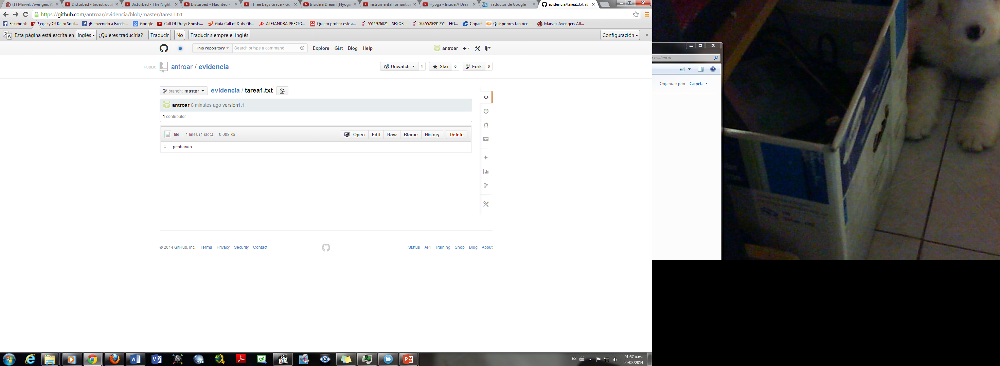 (1) Marvel: Avengers A
Disturbed - Indestructil
Disturbed - The Night
Disturbed - Haunted -
Three Days Grace - Go
Inside a Dream [Hyoga
instrumental romantic
Hyoga - Inside A Drear
Traductor de Google
evidencia/tarea1.txt at
https://github.com/antroar/evidencia/blob/master/tarea1.txt
Facebook
Legacy Of Kain: Soul...
¡Bienvenido a Faceb...
Google
Call Of Duty: Ghosts...
Guía Call of Duty Gh...
ALEJANDRA PRECIO...
Quiero probar este a...
5511976821 - SEXOS...
0445520391751 - HO...
Copart
Qué pobres tan rico...
Marvel: Avengers All...
Esta página está escrita en inglés ¿Quieres traducirla? Traducir No Traducir siempre el inglés Configuración
This repository Search or type a command Explore Gist Blog Help antroar
evidencia
PUBLIC antroar / evidencia Unwatch 1 Star 0 Fork 0
Organizar por: Carpeta
branch: master evidencia / tarea1.txt
antroar 6 minutes ago version1.1
1 contributor
file 1 lines (1 sloc) 0.008 kb Open Edit Raw Blame History Delete
1 probando
© 2014 GitHub, Inc. Terms Privacy Security Contact Status API Training Shop Blog About
hp
C#
321
ES
01:57 a.m.
05/02/2014